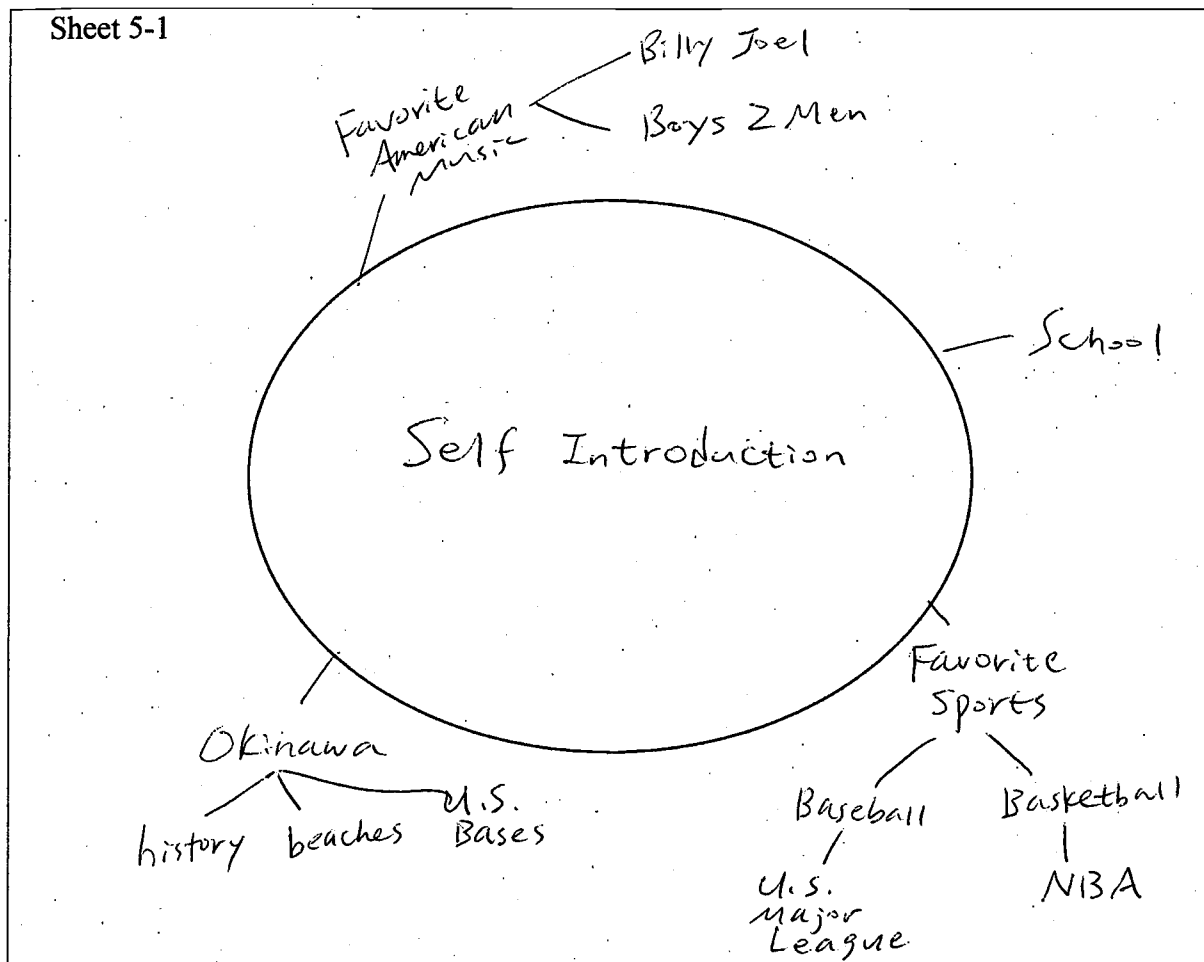 Sheet 5-1
Billy Joel
Favorite
American
Music
Boys 2 Men
School
Self Introduction
Favorite
Sports
Okinawa
history beaches U.S.
Bases
Baseball Basketball
U.S.
Major
League
NBA